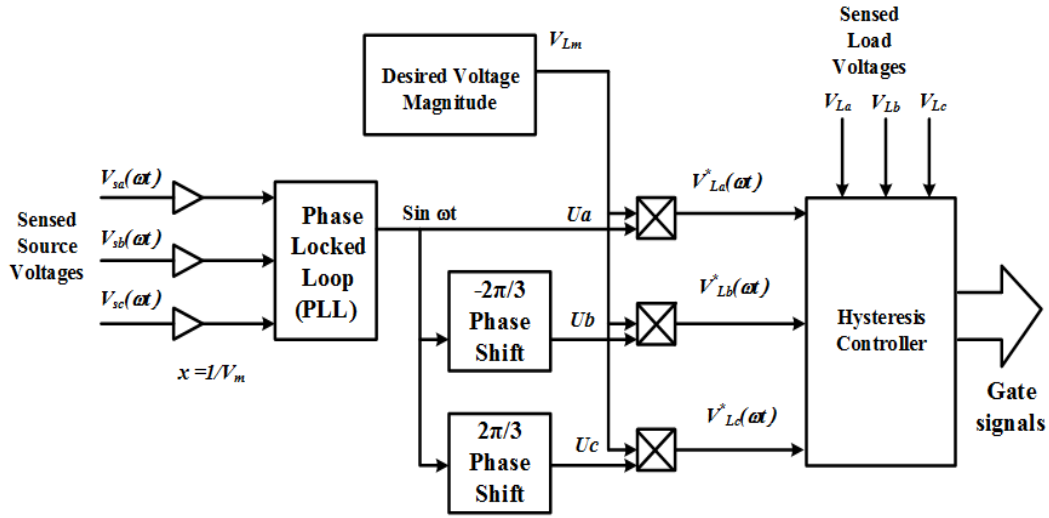 Sensed
Source
Voltages
Vsa(ωt)
Vsb(ωt)
Vsc(ωt)
x =1/Vm
Phase
Locked
Loop
(PLL)
Desired Voltage
Magnitude
VLm
Sin ωt
-2π/3
Phase
Shift
2π/3
Phase
Shift
Ua
Ub
Uc
V*La(ωt)
V*Lb(ωt)
V*Lc(ωt)
Sensed
Load
Voltages
VLa
VLb
VLc
Hysteresis
Controller
Gate
signals